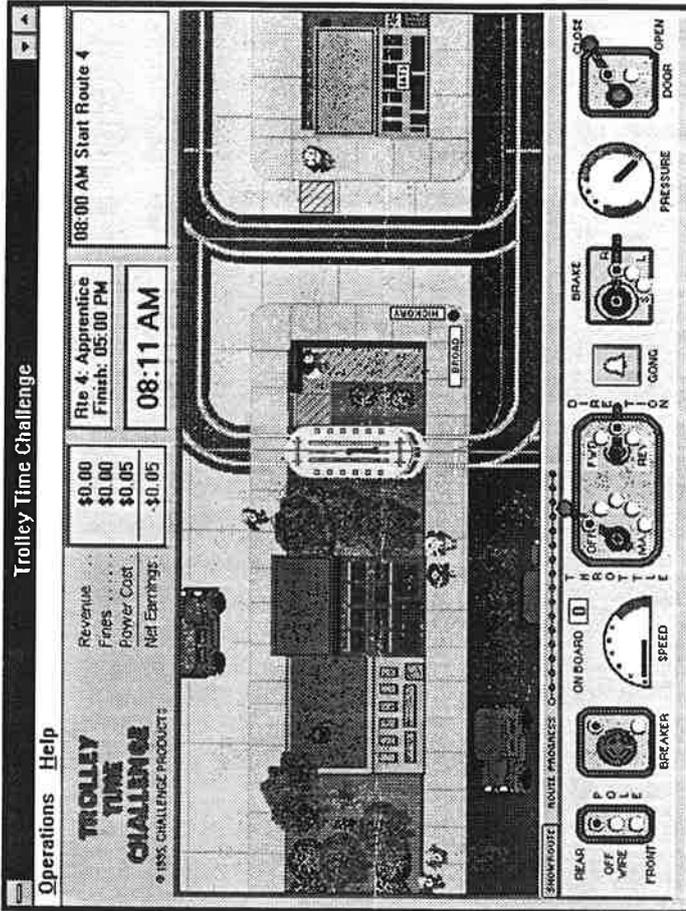 Trolley Time Challenge
Operations Help
TROLLEY
TIME
CHALLENGE
© 1995, CHALLENGE PRODUCTS
Revenue . . $0.00
Fines . . . . . . $0.00
Power Cost $0.05
Net Earnings -$0.05
Rte 4: Apprentice
Finish: 05:00 PM
08:11 AM
08:00 AM Start Route 4
HICKORY
BROAD
EATS
SHOW ROUTE ROUTE PROGRESS
REAR
OFF WIRE
FRONT
POLE
BREAKER
ON BOARD 0
SPEED
THROTTLE
OFF
MAX
FWD
REV
DIRECTION
GONG
BRAKE
R
L
S
PRESSURE
CLOSE
OPEN
DOOR